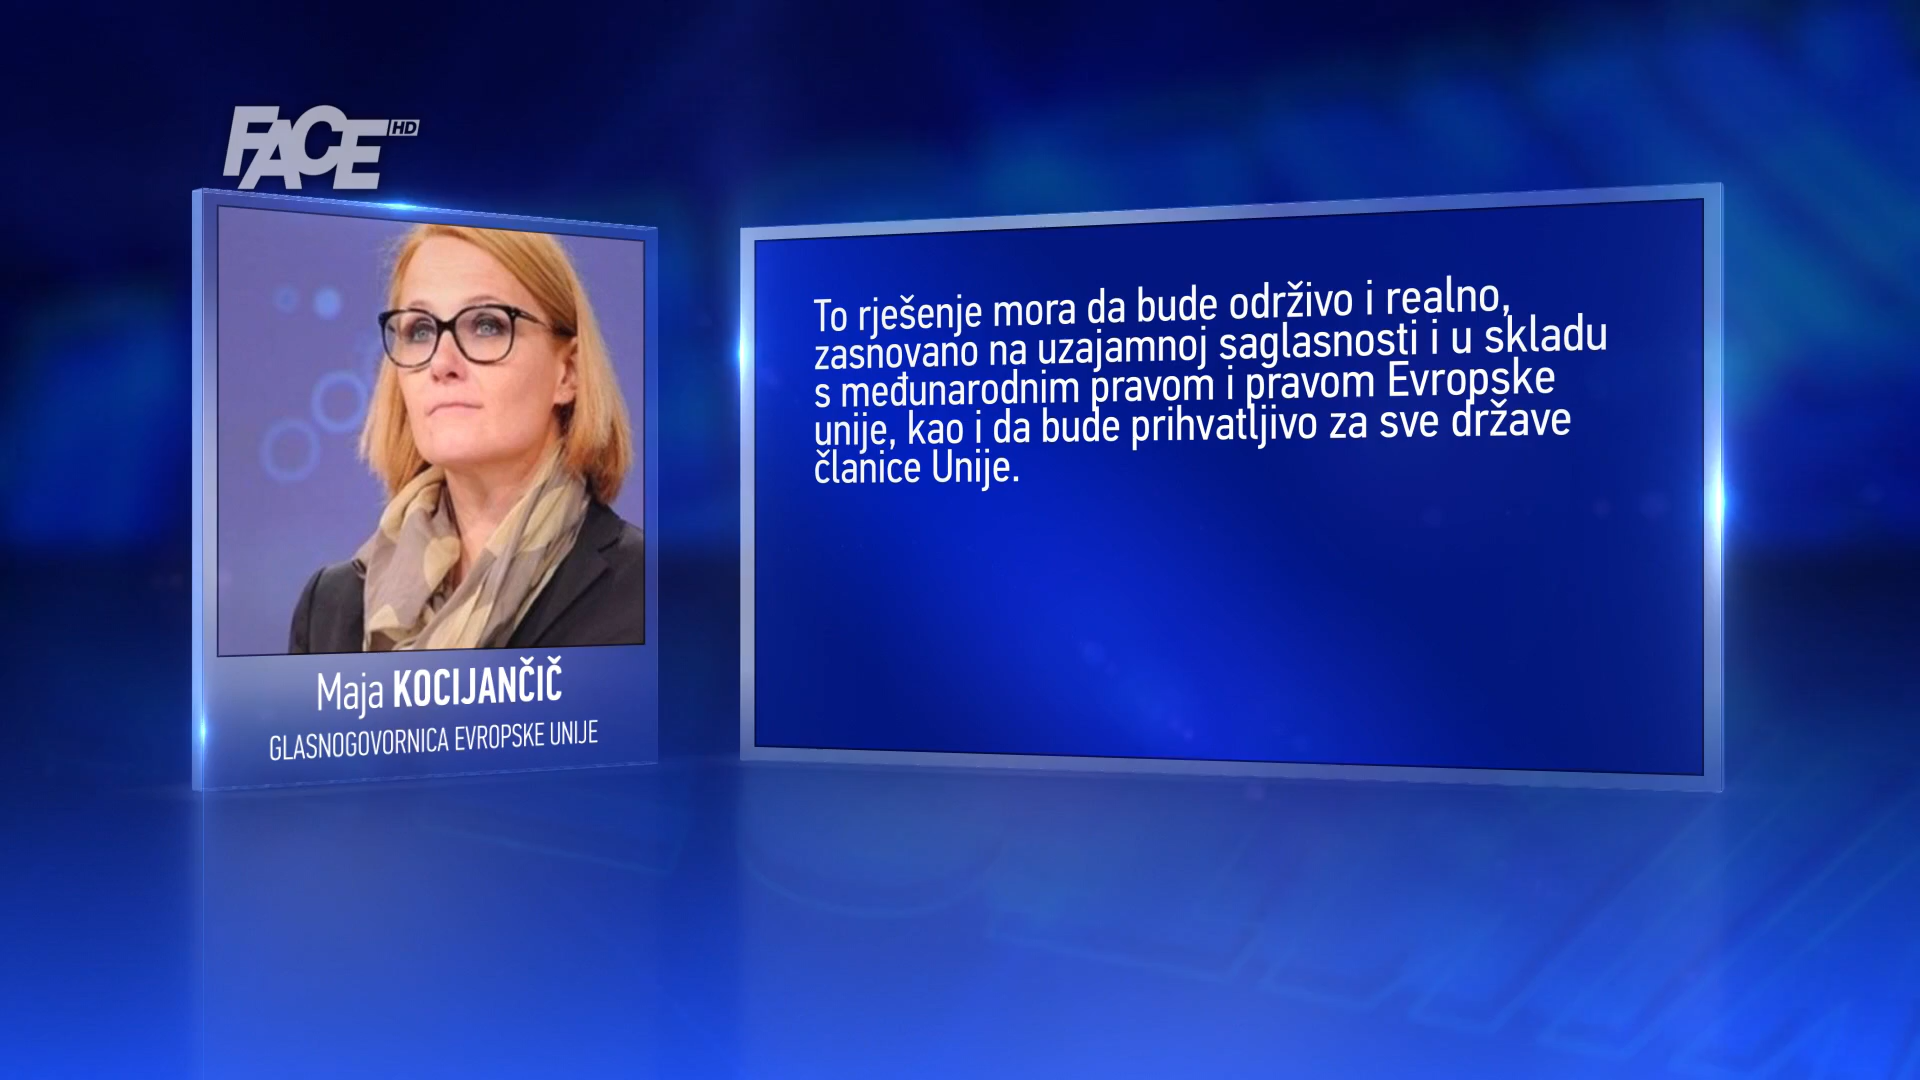 FACE HD
Maja KOCIJANČIČ
GLASNOGOVORNICA EVROPSKE UNIJE
To rješenje mora da bude održivo i realno,
zasnovano na uzajamnoj saglasnosti i u skladu
s međunarodnim pravom i pravom Evropske
unije, kao i da bude prihvatljivo za sve države
članice Unije.